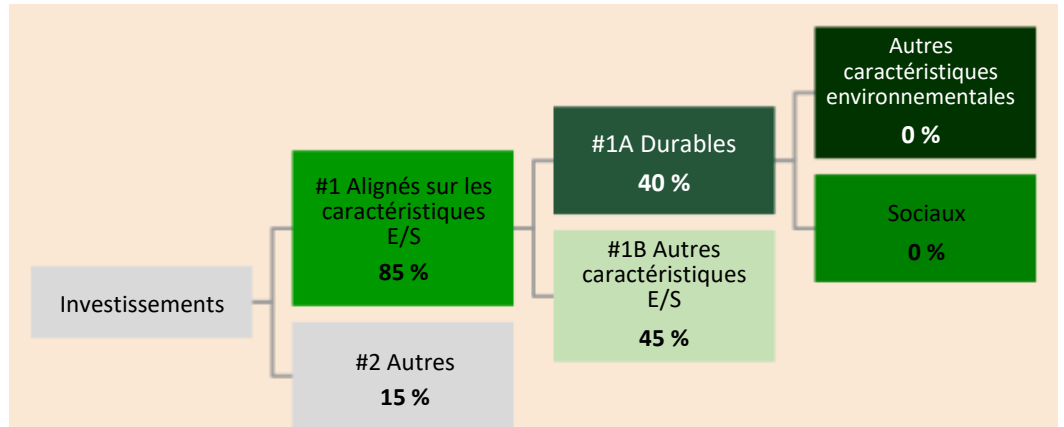 Investissements
#1 Alignés sur les
caractéristiques
E/S
85 %
#2 Autres
15 %
#1A Durables
40 %
#1B Autres
caractéristiques
E/S
45 %
Autres
caractéristiques
environnementales
0 %
Sociaux
0 %